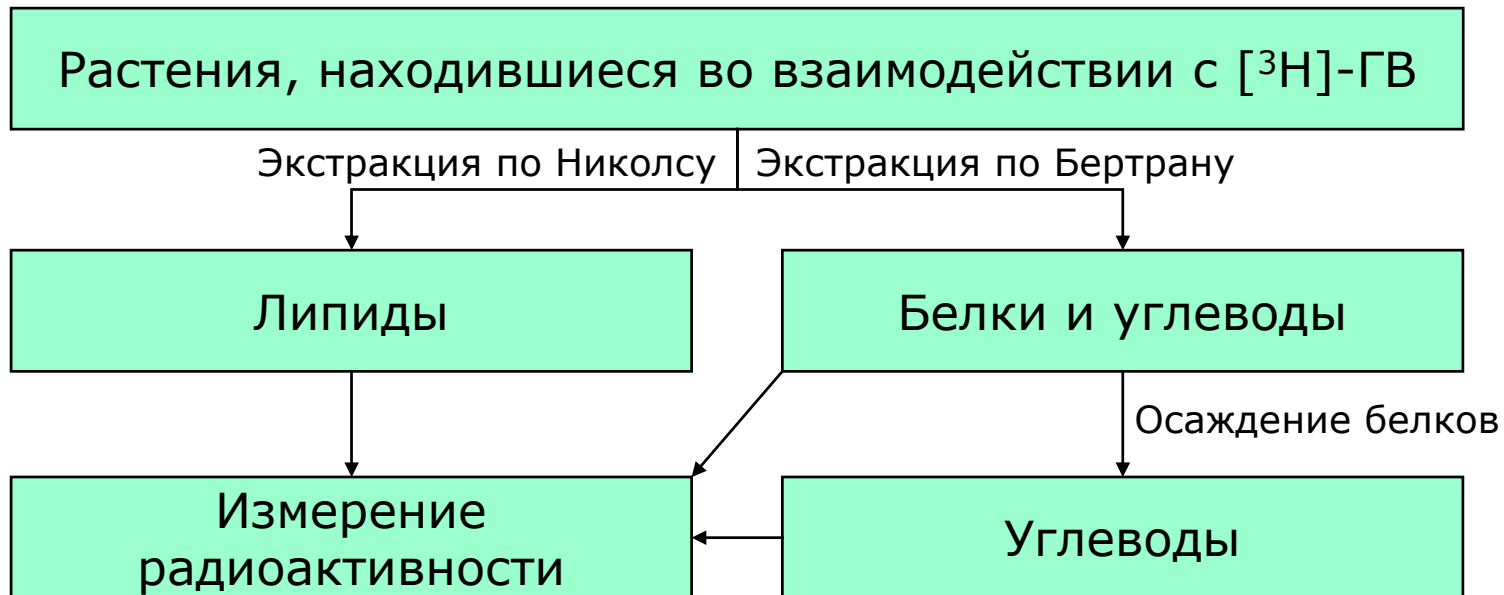 Растения, находившиеся во взаимодействии с [³H]-ГВ
Экстракция по Николсу
Экстракция по Бертрану
Липиды
Белки и углеводы
Осаждение белков
Измерение
радиоактивности
Углеводы